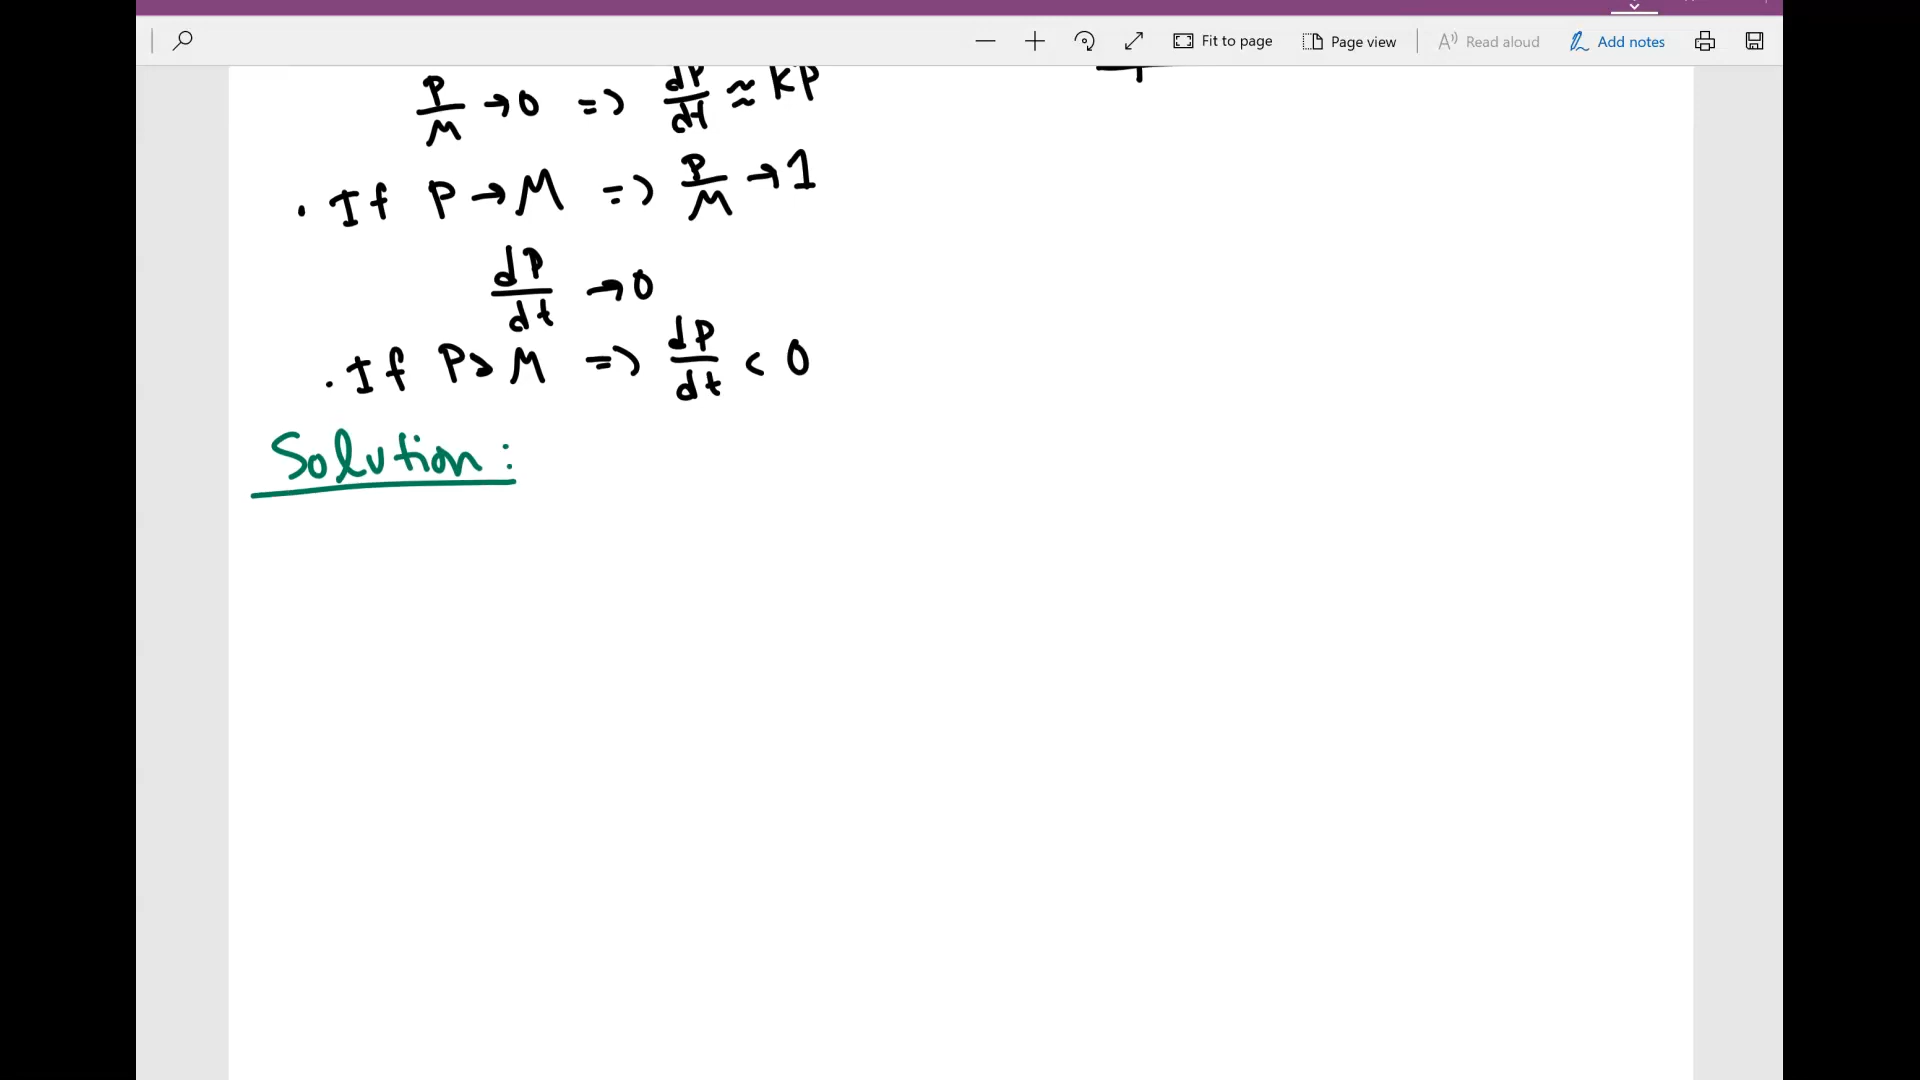 Fit to page Page view Read aloud Add notes
P/M → 0 => dP/dt ≈ kP
. If P → M => P/M → 1
dP/dt → 0
. If P > M => dP/dt < 0
Solution :